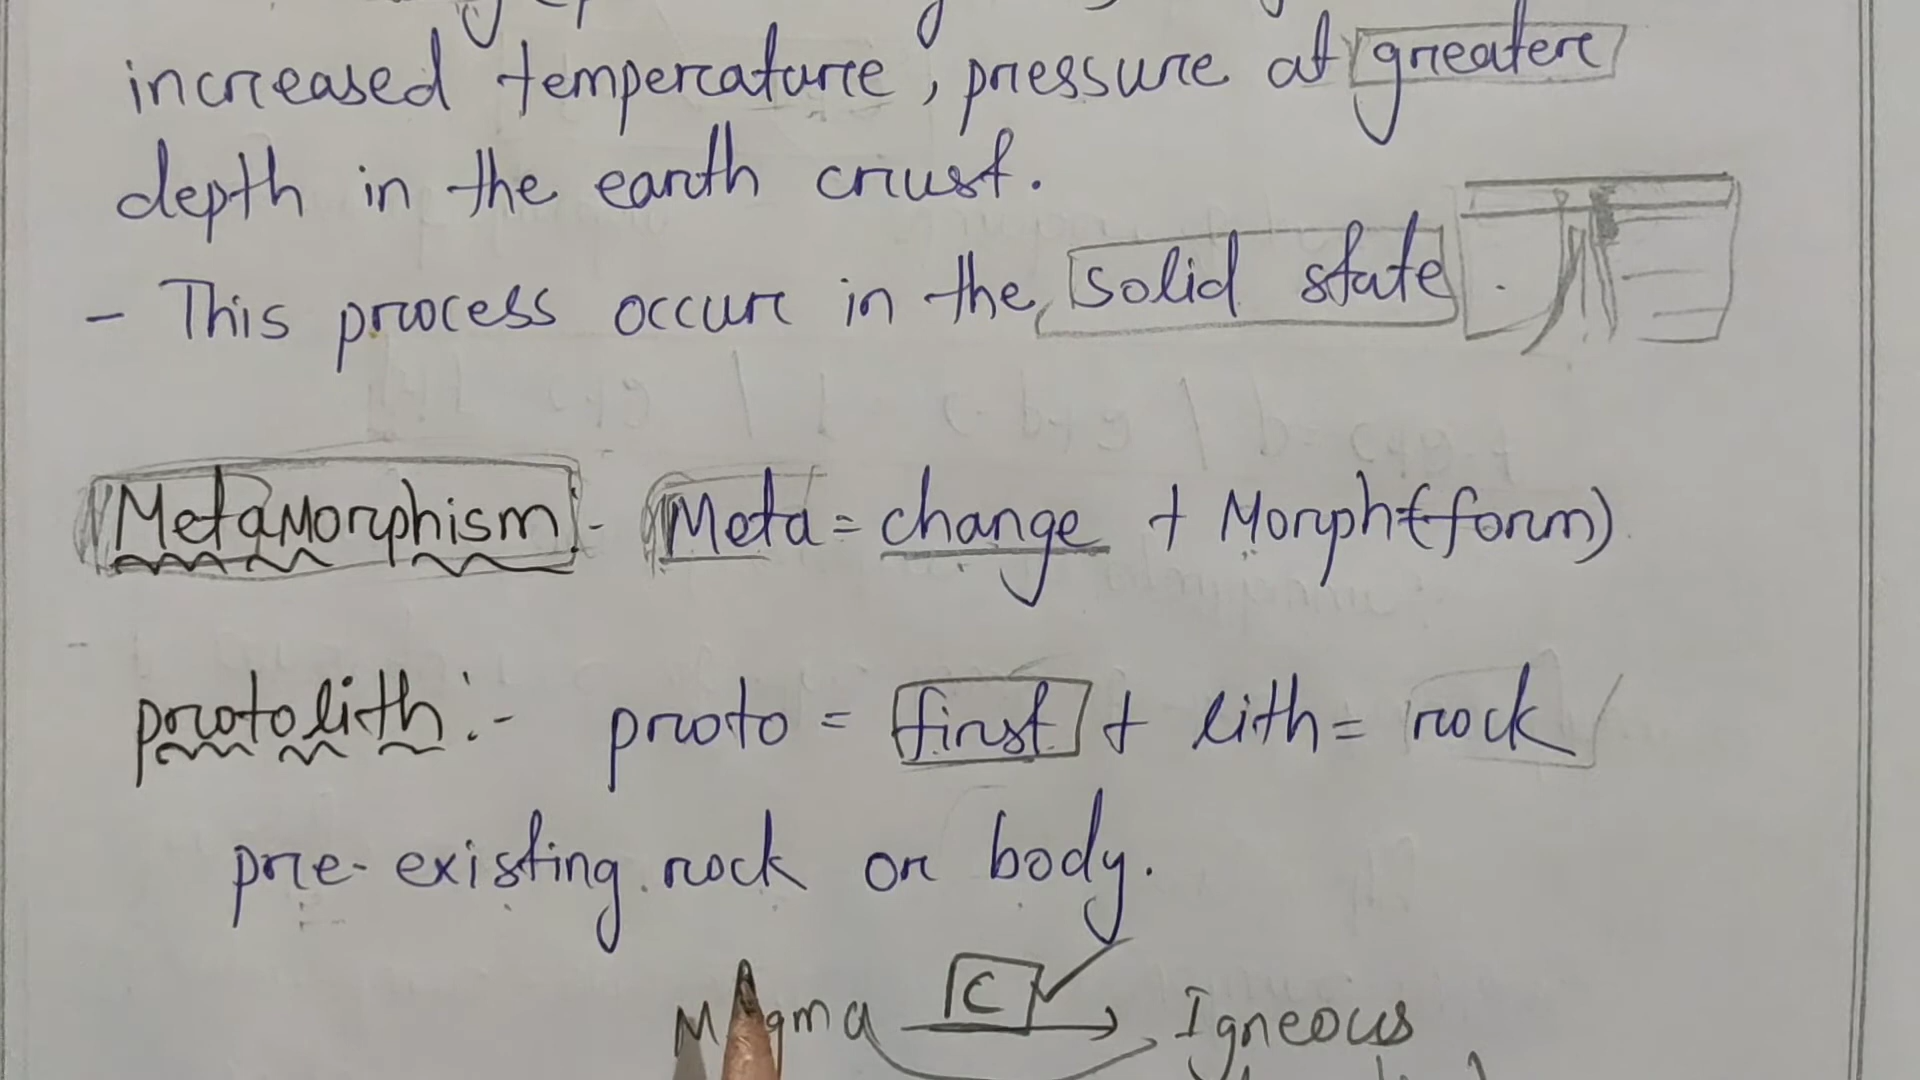 increased temperature, pressure at greater
depth in the earth crust.
- This process occur in the solid state.
Metamorphism:- Meta = change + Morph = (form)
protolith:- proto = first + lith = rock
pre-existing rock or body.
Magma C → Igneous